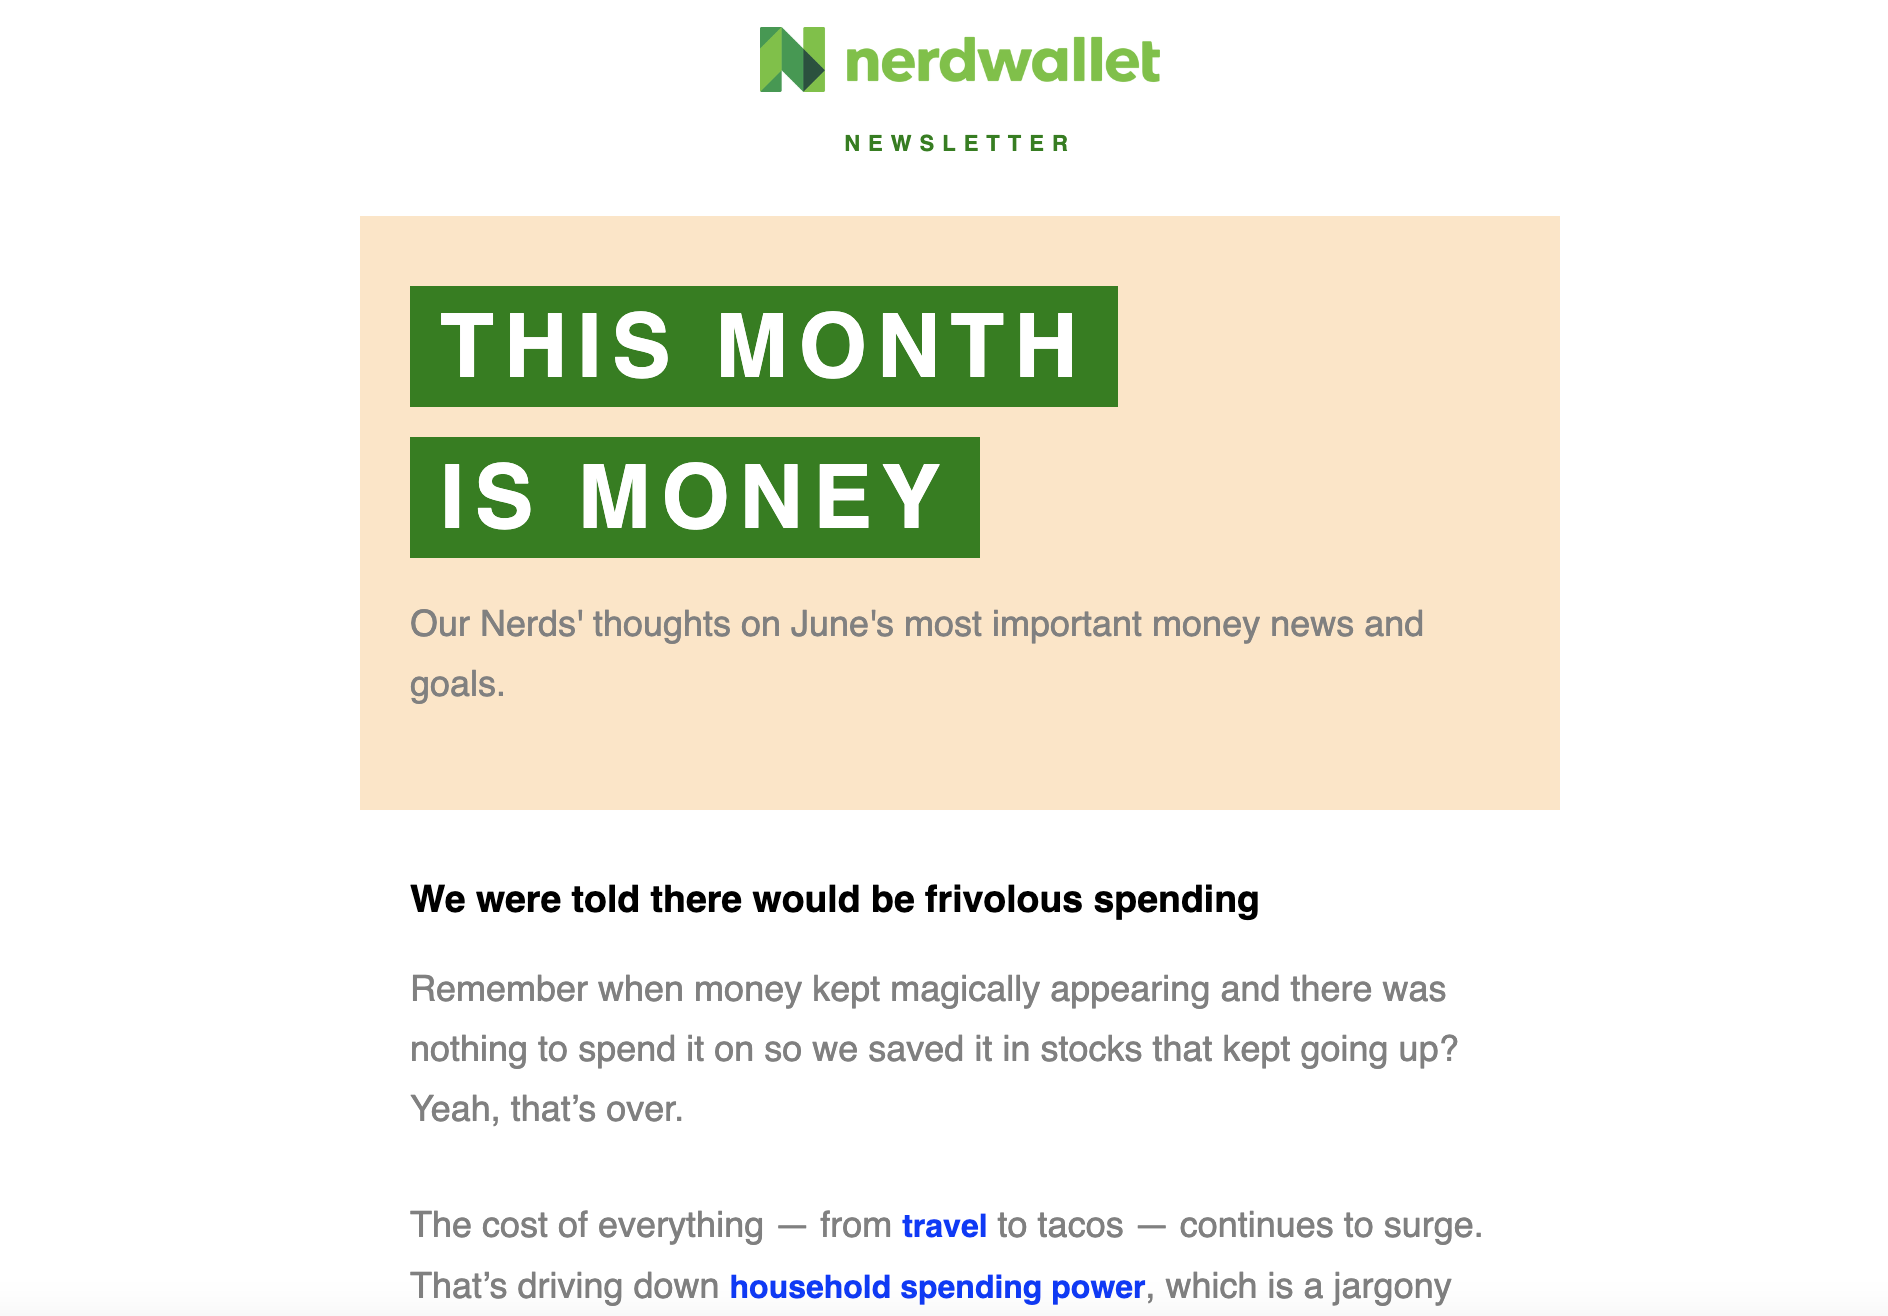 nerdwallet
NEWSLETTER
THIS MONTH
IS MONEY
Our Nerds' thoughts on June's most important money news and
goals.
We were told there would be frivolous spending
Remember when money kept magically appearing and there was
nothing to spend it on so we saved it in stocks that kept going up?
Yeah, that’s over.
The cost of everything — from travel to tacos — continues to surge.
That’s driving down household spending power, which is a jargony